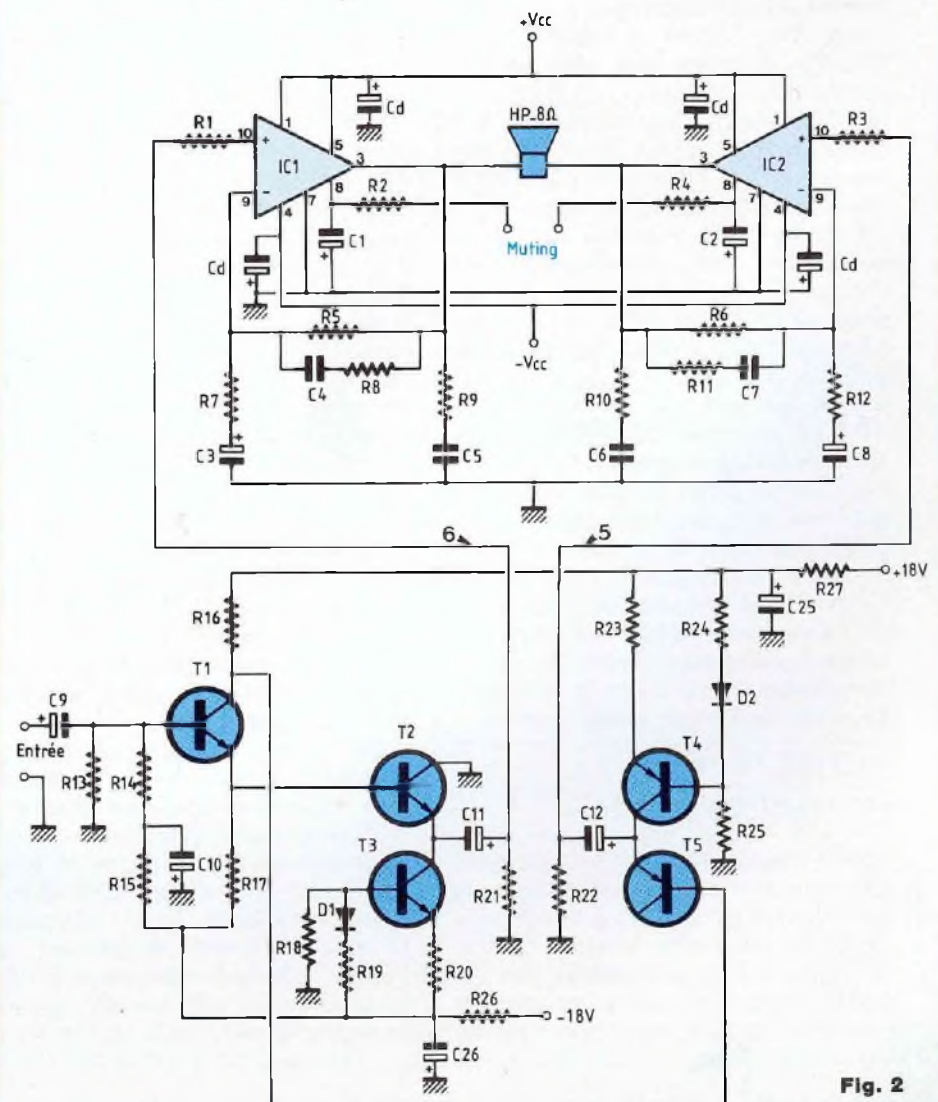 +Vcc
Cd
Cd
HP_8Ω
R1
R3
10
+
1
5
IC1
3
8
-
9
4
7
R2
R4
3
IC2
1
5
8
7
4
10
+
-
9
C1
Muting
C2
Cd
Cd
R5
-Vcc
R6
C4
R8
R11
C7
R7
R9
R10
R12
C3
C5
C6
C8
6
5
+18V
R27
C25
R16
R23
R24
T1
D2
C9
Entrée
T2
T4
R13
R14
C11
C12
R25
T3
T5
R15
C10
R17
D1
R21
R22
R18
R19
R20
R26
-18V
C26
Fig. 2